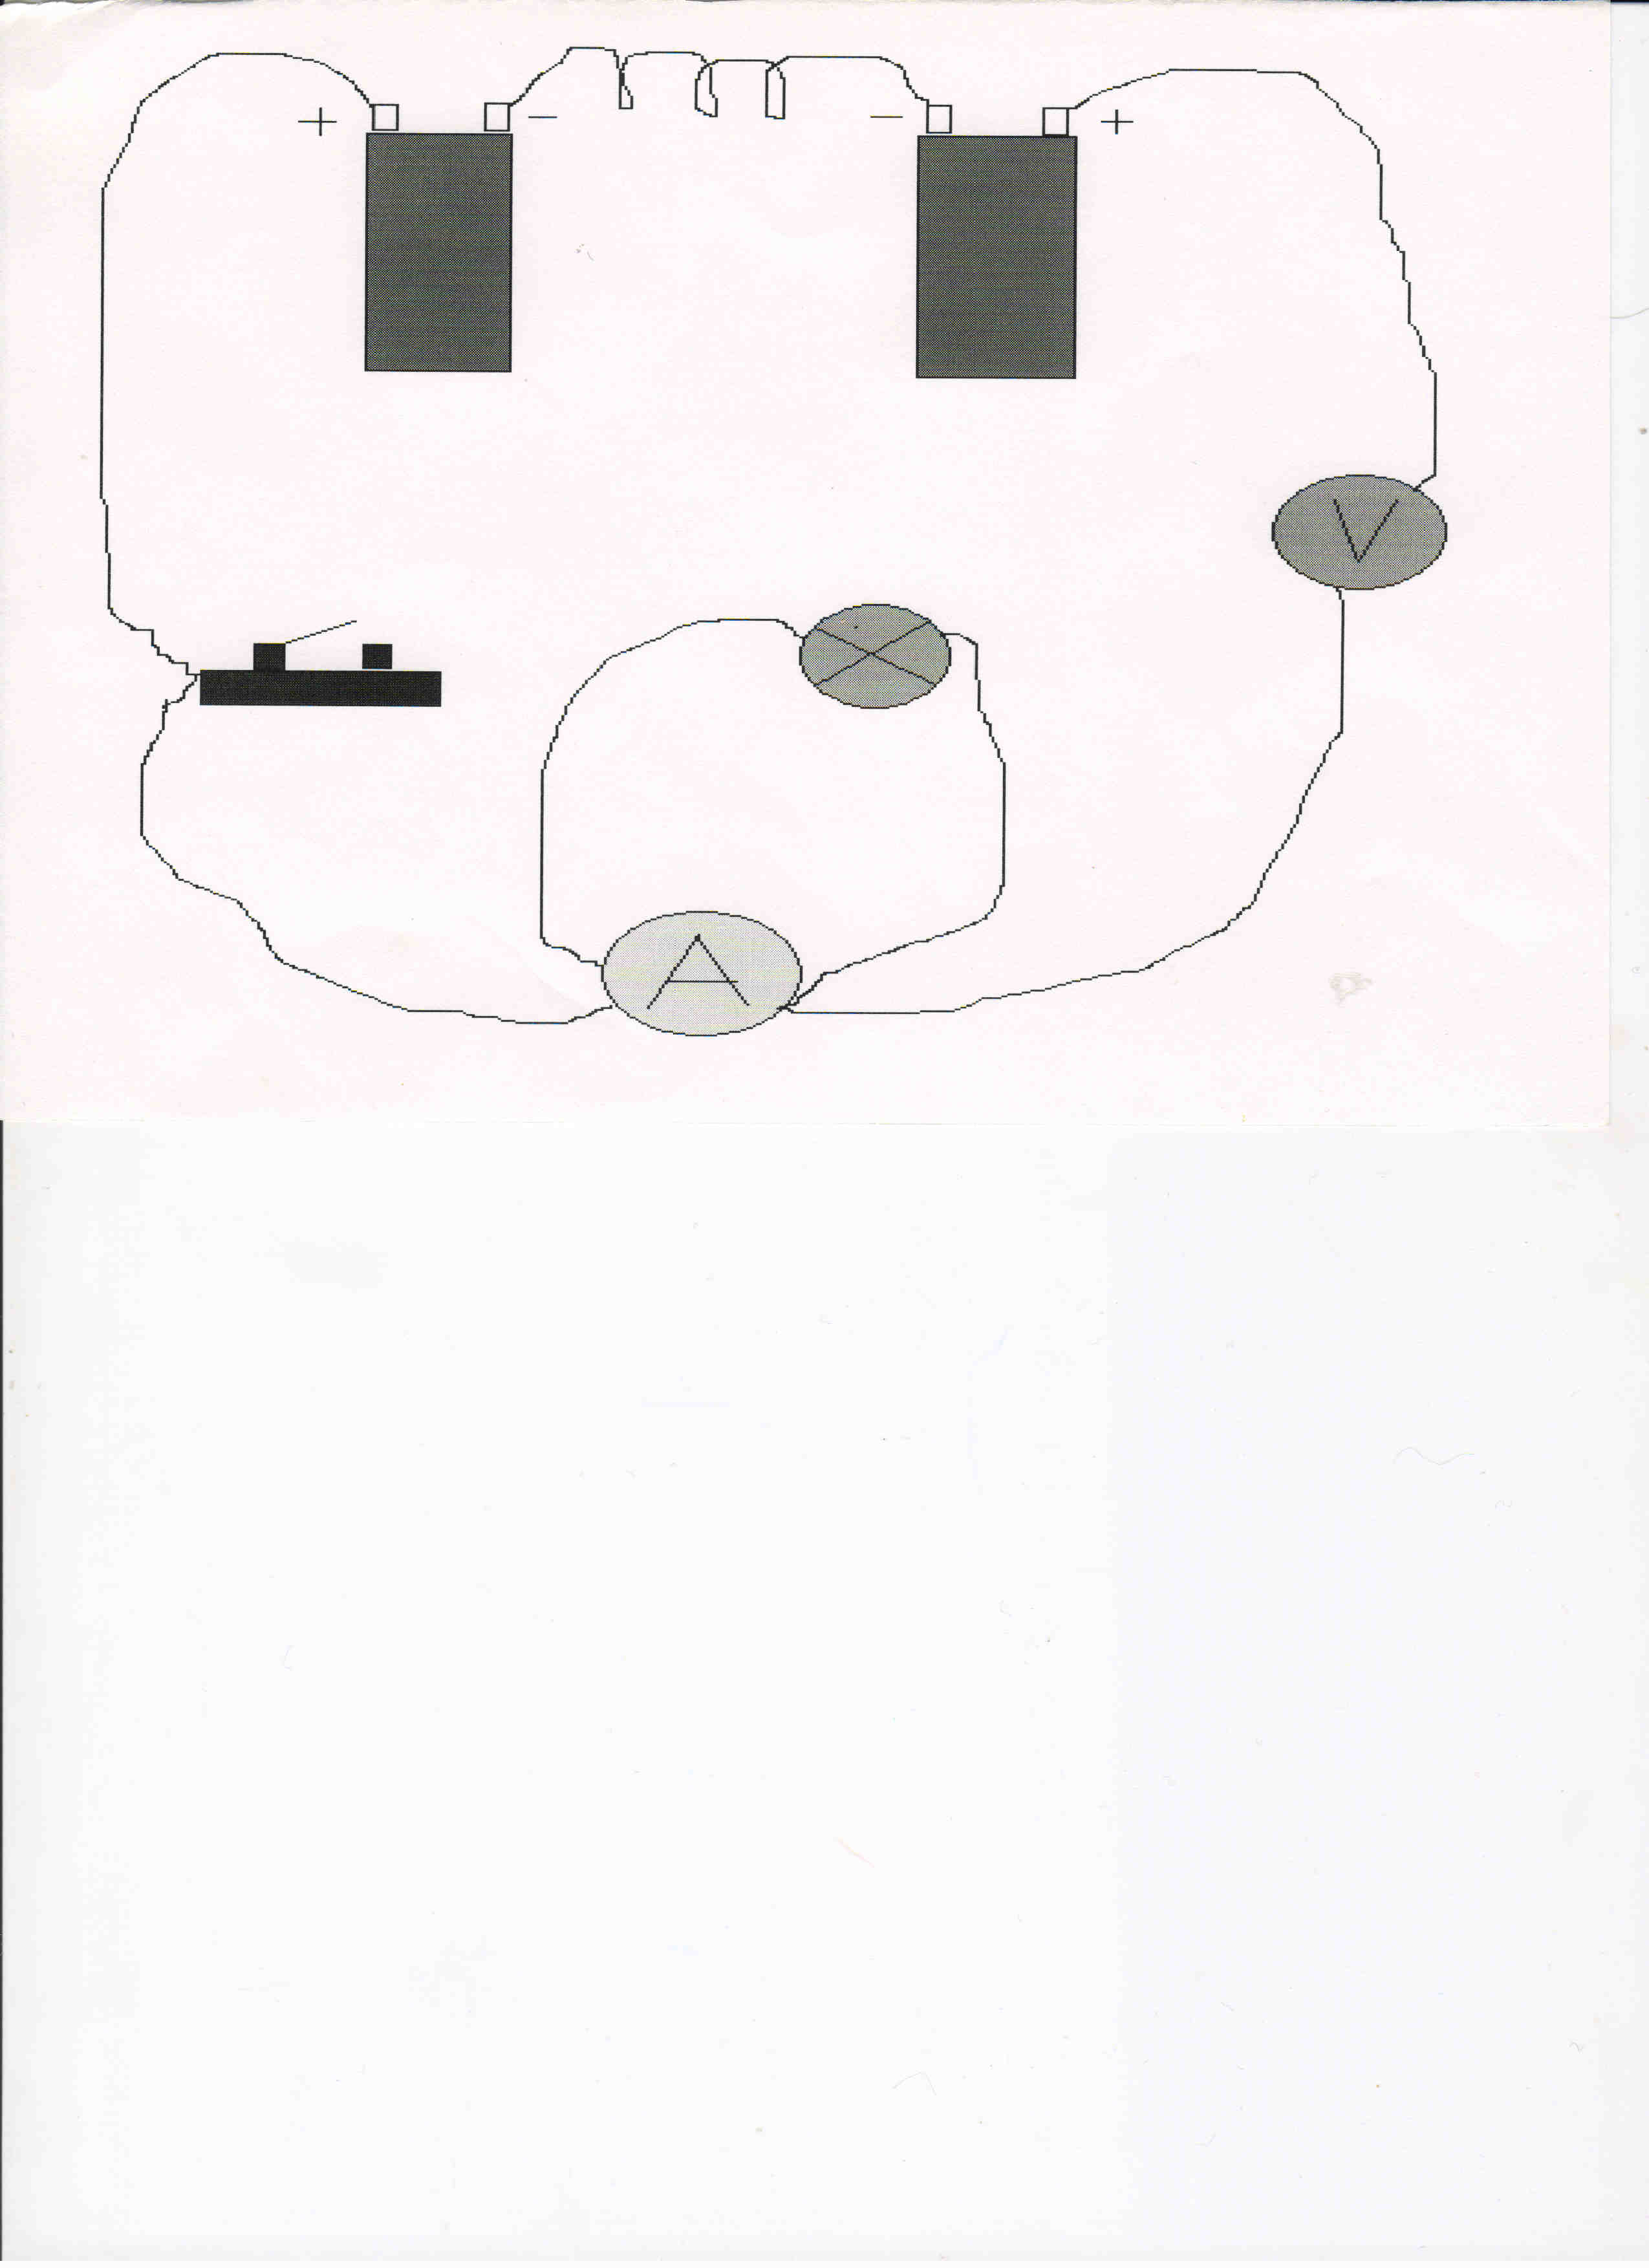 + − − +
V
A